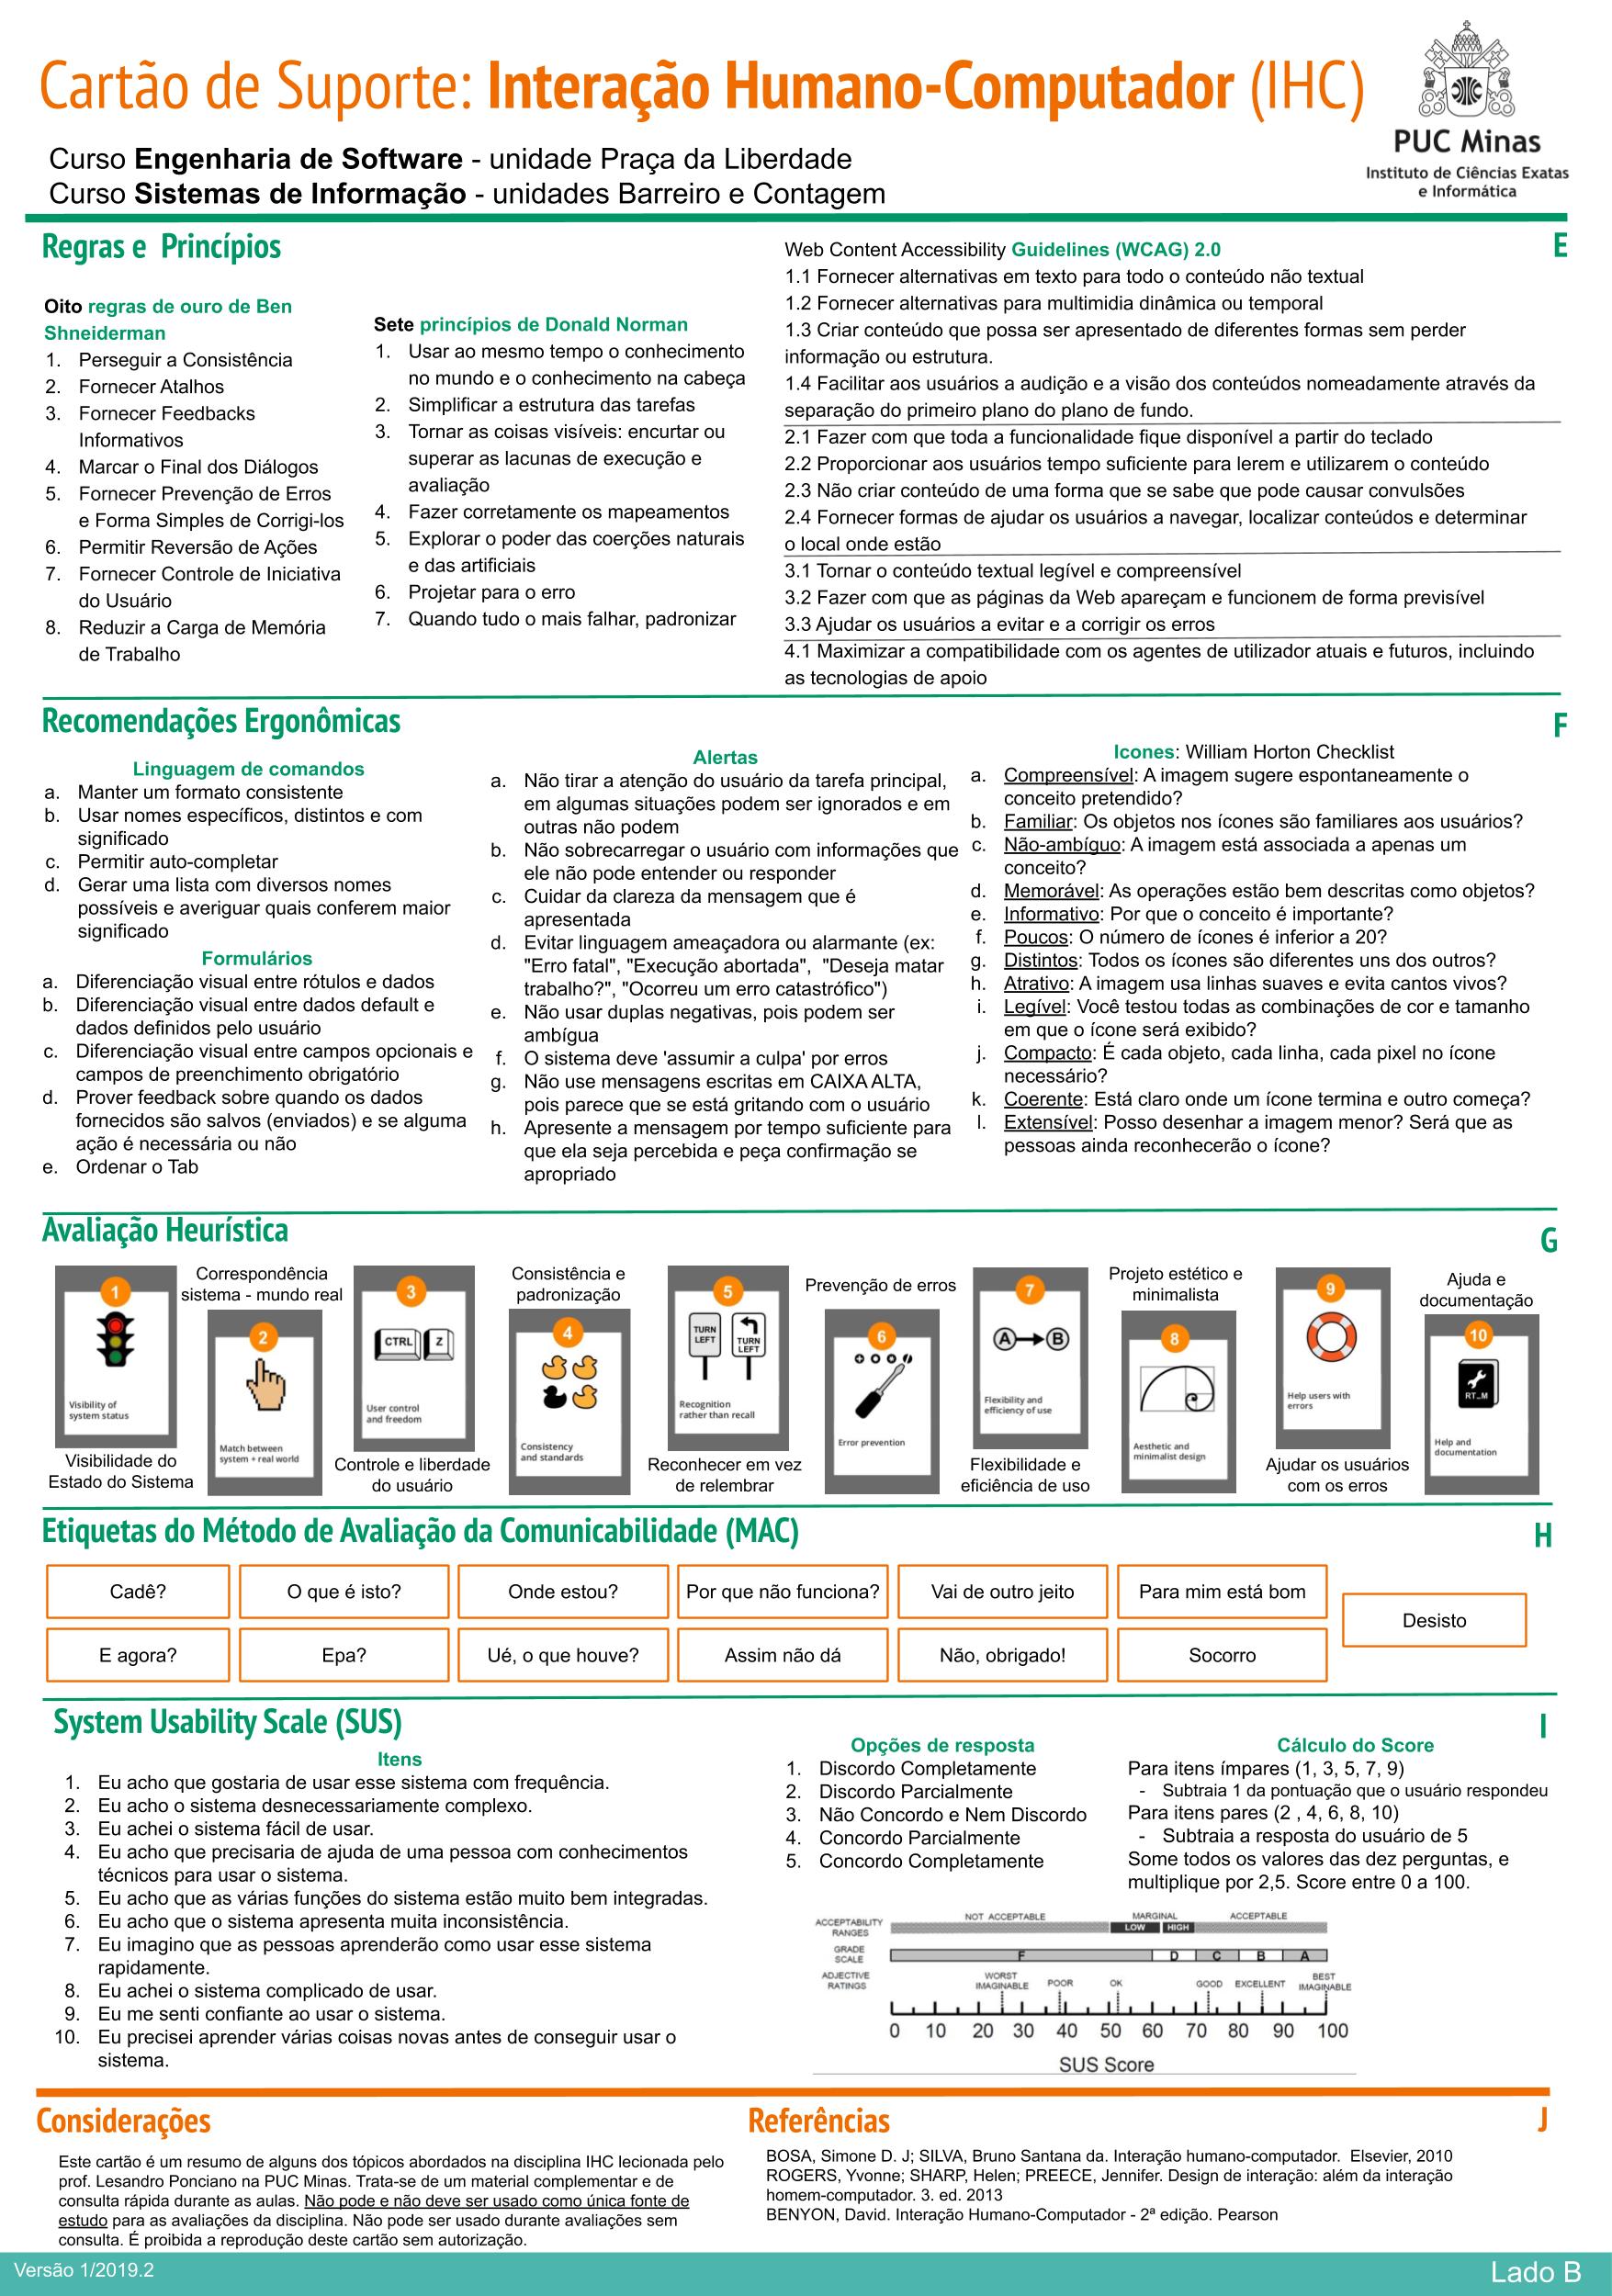 Cartão de Suporte: Interação Humano-Computador (IHC)
PUC Minas
Instituto de Ciências Exatas
e Informática
Curso Engenharia de Software - unidade Praça da Liberdade
Curso Sistemas de Informação - unidades Barreiro e Contagem
Regras e Princípios
E
Oito regras de ouro de Ben
Shneiderman
1. Perseguir a Consistência
2. Fornecer Atalhos
3. Fornecer Feedbacks
Informativos
4. Marcar o Final dos Diálogos
5. Fornecer Prevenção de Erros
e Forma Simples de Corrigi-los
6. Permitir Reversão de Ações
7. Fornecer Controle de Iniciativa
do Usuário
8. Reduzir a Carga de Memória
de Trabalho
Sete princípios de Donald Norman
1. Usar ao mesmo tempo o conhecimento
no mundo e o conhecimento na cabeça
2. Simplificar a estrutura das tarefas
3. Tornar as coisas visíveis: encurtar ou
superar as lacunas de execução e
avaliação
4. Fazer corretamente os mapeamentos
5. Explorar o poder das coerções naturais
e das artificiais
6. Projetar para o erro
7. Quando tudo o mais falhar, padronizar
Web Content Accessibility Guidelines (WCAG) 2.0
1.1 Fornecer alternativas em texto para todo o conteúdo não textual
1.2 Fornecer alternativas para multimidia dinâmica ou temporal
1.3 Criar conteúdo que possa ser apresentado de diferentes formas sem perder
informação ou estrutura.
1.4 Facilitar aos usuários a audição e a visão dos conteúdos nomeadamente através da
separação do primeiro plano do plano de fundo.
2.1 Fazer com que toda a funcionalidade fique disponível a partir do teclado
2.2 Proporcionar aos usuários tempo suficiente para lerem e utilizarem o conteúdo
2.3 Não criar conteúdo de uma forma que se sabe que pode causar convulsões
2.4 Fornecer formas de ajudar os usuários a navegar, localizar conteúdos e determinar
o local onde estão
3.1 Tornar o conteúdo textual legível e compreensível
3.2 Fazer com que as páginas da Web apareçam e funcionem de forma previsível
3.3 Ajudar os usuários a evitar e a corrigir os erros
4.1 Maximizar a compatibilidade com os agentes de utilizador atuais e futuros, incluindo
as tecnologias de apoio
Recomendações Ergonômicas
F
Linguagem de comandos
a. Manter um formato consistente
b. Usar nomes específicos, distintos e com
significado
c. Permitir auto-completar
d. Gerar uma lista com diversos nomes
possíveis e averiguar quais conferem maior
significado
Formulários
a. Diferenciação visual entre rótulos e dados
b. Diferenciação visual entre dados default e
dados definidos pelo usuário
c. Diferenciação visual entre campos opcionais e
campos de preenchimento obrigatório
d. Prover feedback sobre quando os dados
fornecidos são salvos (enviados) e se alguma
ação é necessária ou não
e. Ordenar o Tab
Alertas
a. Não tirar a atenção do usuário da tarefa principal,
em algumas situações podem ser ignorados e em
outras não podem
b. Não sobrecarregar o usuário com informações que
ele não pode entender ou responder
c. Cuidar da clareza da mensagem que é
apresentada
d. Evitar linguagem ameaçadora ou alarmante (ex:
"Erro fatal", "Execução abortada", "Deseja matar
trabalho?", "Ocorreu um erro catastrófico")
e. Não usar duplas negativas, pois podem ser
ambígua
f. O sistema deve 'assumir a culpa' por erros
g. Não use mensagens escritas em CAIXA ALTA,
pois parece que se está gritando com o usuário
h. Apresente a mensagem por tempo suficiente para
que ela seja percebida e peça confirmação se
apropriado
Icones: William Horton Checklist
a. Compreensível: A imagem sugere espontaneamente o
conceito pretendido?
b. Familiar: Os objetos nos ícones são familiares aos usuários?
c. Não-ambíguo: A imagem está associada a apenas um
conceito?
d. Memorável: As operações estão bem descritas como objetos?
e. Informativo: Por que o conceito é importante?
f. Poucos: O número de ícones é inferior a 20?
g. Distintos: Todos os ícones são diferentes uns dos outros?
h. Atrativo: A imagem usa linhas suaves e evita cantos vivos?
i. Legível: Você testou todas as combinações de cor e tamanho
em que o ícone será exibido?
j. Compacto: É cada objeto, cada linha, cada pixel no ícone
necessário?
k. Coerente: Está claro onde um ícone termina e outro começa?
l. Extensível: Posso desenhar a imagem menor? Será que as
pessoas ainda reconhecerão o ícone?
Avaliação Heurística
G
1
Visibility of
system status
Visibilidade do
Estado do Sistema
Correspondência
sistema - mundo real
2
Match between
system + real world
3
CTRL Z
User control
and freedom
Controle e liberdade
do usuário
Consistência e
padronização
4
Consistency
and standards
5
TURN
LEFT
TURN
LEFT
Recognition
rather than recall
Reconhecer em vez
de relembrar
Prevenção de erros
6
Error prevention
7
A B
Flexibility and
efficiency of use
Flexibilidade e
eficiência de uso
Projeto estético e
minimalista
8
Aesthetic and
minimalist design
9
Help users with
errors
Ajudar os usuários
com os erros
Ajuda e
documentação
10
RT_M
Help and
documentation
Etiquetas do Método de Avaliação da Comunicabilidade (MAC)
H
Cadê?
O que é isto?
Onde estou?
Por que não funciona?
Vai de outro jeito
Para mim está bom
Desisto
E agora?
Epa?
Ué, o que houve?
Assim não dá
Não, obrigado!
Socorro
System Usability Scale (SUS)
I
Itens
1. Eu acho que gostaria de usar esse sistema com frequência.
2. Eu acho o sistema desnecessariamente complexo.
3. Eu achei o sistema fácil de usar.
4. Eu acho que precisaria de ajuda de uma pessoa com conhecimentos
técnicos para usar o sistema.
5. Eu acho que as várias funções do sistema estão muito bem integradas.
6. Eu acho que o sistema apresenta muita inconsistência.
7. Eu imagino que as pessoas aprenderão como usar esse sistema
rapidamente.
8. Eu achei o sistema complicado de usar.
9. Eu me senti confiante ao usar o sistema.
10. Eu precisei aprender várias coisas novas antes de conseguir usar o
sistema.
Opções de resposta
1. Discordo Completamente
2. Discordo Parcialmente
3. Não Concordo e Nem Discordo
4. Concordo Parcialmente
5. Concordo Completamente
Cálculo do Score
Para itens ímpares (1, 3, 5, 7, 9)
- Subtraia 1 da pontuação que o usuário respondeu
Para itens pares (2 , 4, 6, 8, 10)
- Subtraia a resposta do usuário de 5
Some todos os valores das dez perguntas, e
multiplique por 2,5. Score entre 0 a 100.
ACCEPTABILITY
RANGES
NOT ACCEPTABLE
MARGINAL
ACCEPTABLE
LOW HIGH
GRADE
SCALE
F D C B A
ADJECTIVE
RATINGS
WORST
IMAGINABLE
POOR
OK
GOOD
EXCELLENT
BEST
IMAGINABLE
0 10 20 30 40 50 60 70 80 90 100
SUS Score
Considerações
Este cartão é um resumo de alguns dos tópicos abordados na disciplina IHC lecionada pelo
prof. Lesandro Ponciano na PUC Minas. Trata-se de um material complementar e de
consulta rápida durante as aulas. Não pode e não deve ser usado como única fonte de
estudo para as avaliações da disciplina. Não pode ser usado durante avaliações sem
consulta. É proibida a reprodução deste cartão sem autorização.
Referências
J
BOSA, Simone D. J; SILVA, Bruno Santana da. Interação humano-computador. Elsevier, 2010
ROGERS, Yvonne; SHARP, Helen; PREECE, Jennifer. Design de interação: além da interação
homem-computador. 3. ed. 2013
BENYON, David. Interação Humano-Computador - 2ª edição. Pearson
Versão 1/2019.2
Lado B